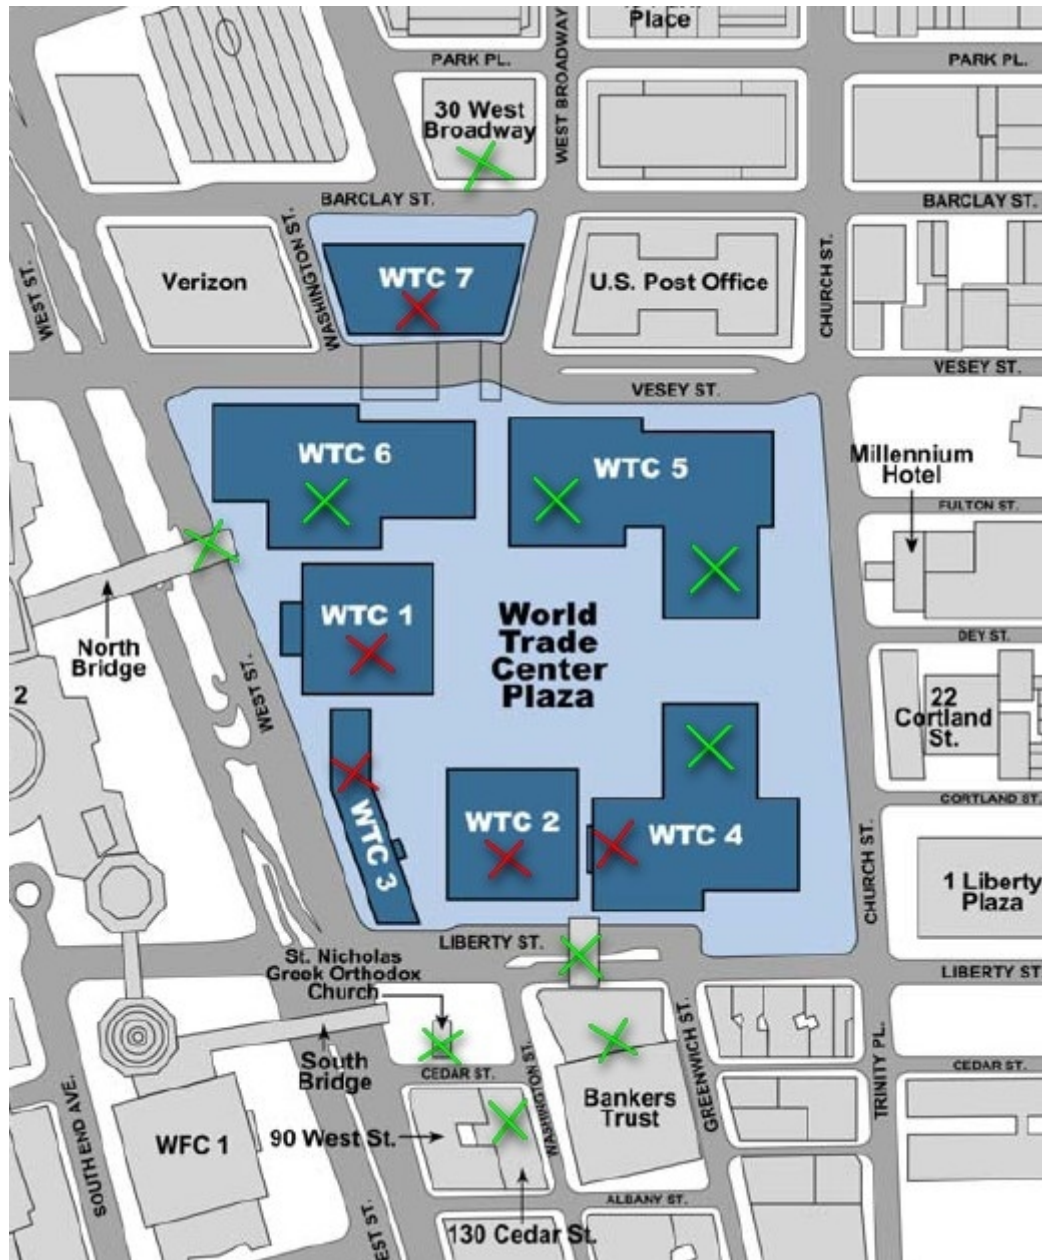 Place
PARK PL.
PARK PL.
30 West
Broadway
WEST BROADWAY
BARCLAY ST.
BARCLAY ST.
WASHINGTON ST.
WEST ST.
Verizon
WTC 7
U.S. Post Office
CHURCH ST.
VESEY ST.
VESEY ST.
WTC 6
WTC 5
Millennium
Hotel
FULTON ST.
WTC 1
World
Trade
Center
Plaza
North
Bridge
DEY ST.
WEST ST.
2
22
Cortland
St.
WTC 3
WTC 2
WTC 4
CORTLAND ST.
CHURCH ST.
1 Liberty
Plaza
LIBERTY ST.
LIBERTY ST
St. Nicholas
Greek Orthodox
Church
South
Bridge
CEDAR ST.
CEDAR ST.
WASHINGTON ST.
GREENWICH ST.
TRINITY PL.
SOUTH END AVE.
WFC 1
90 West St.
Bankers
Trust
ALBANY ST.
130 Cedar St.
EST ST.